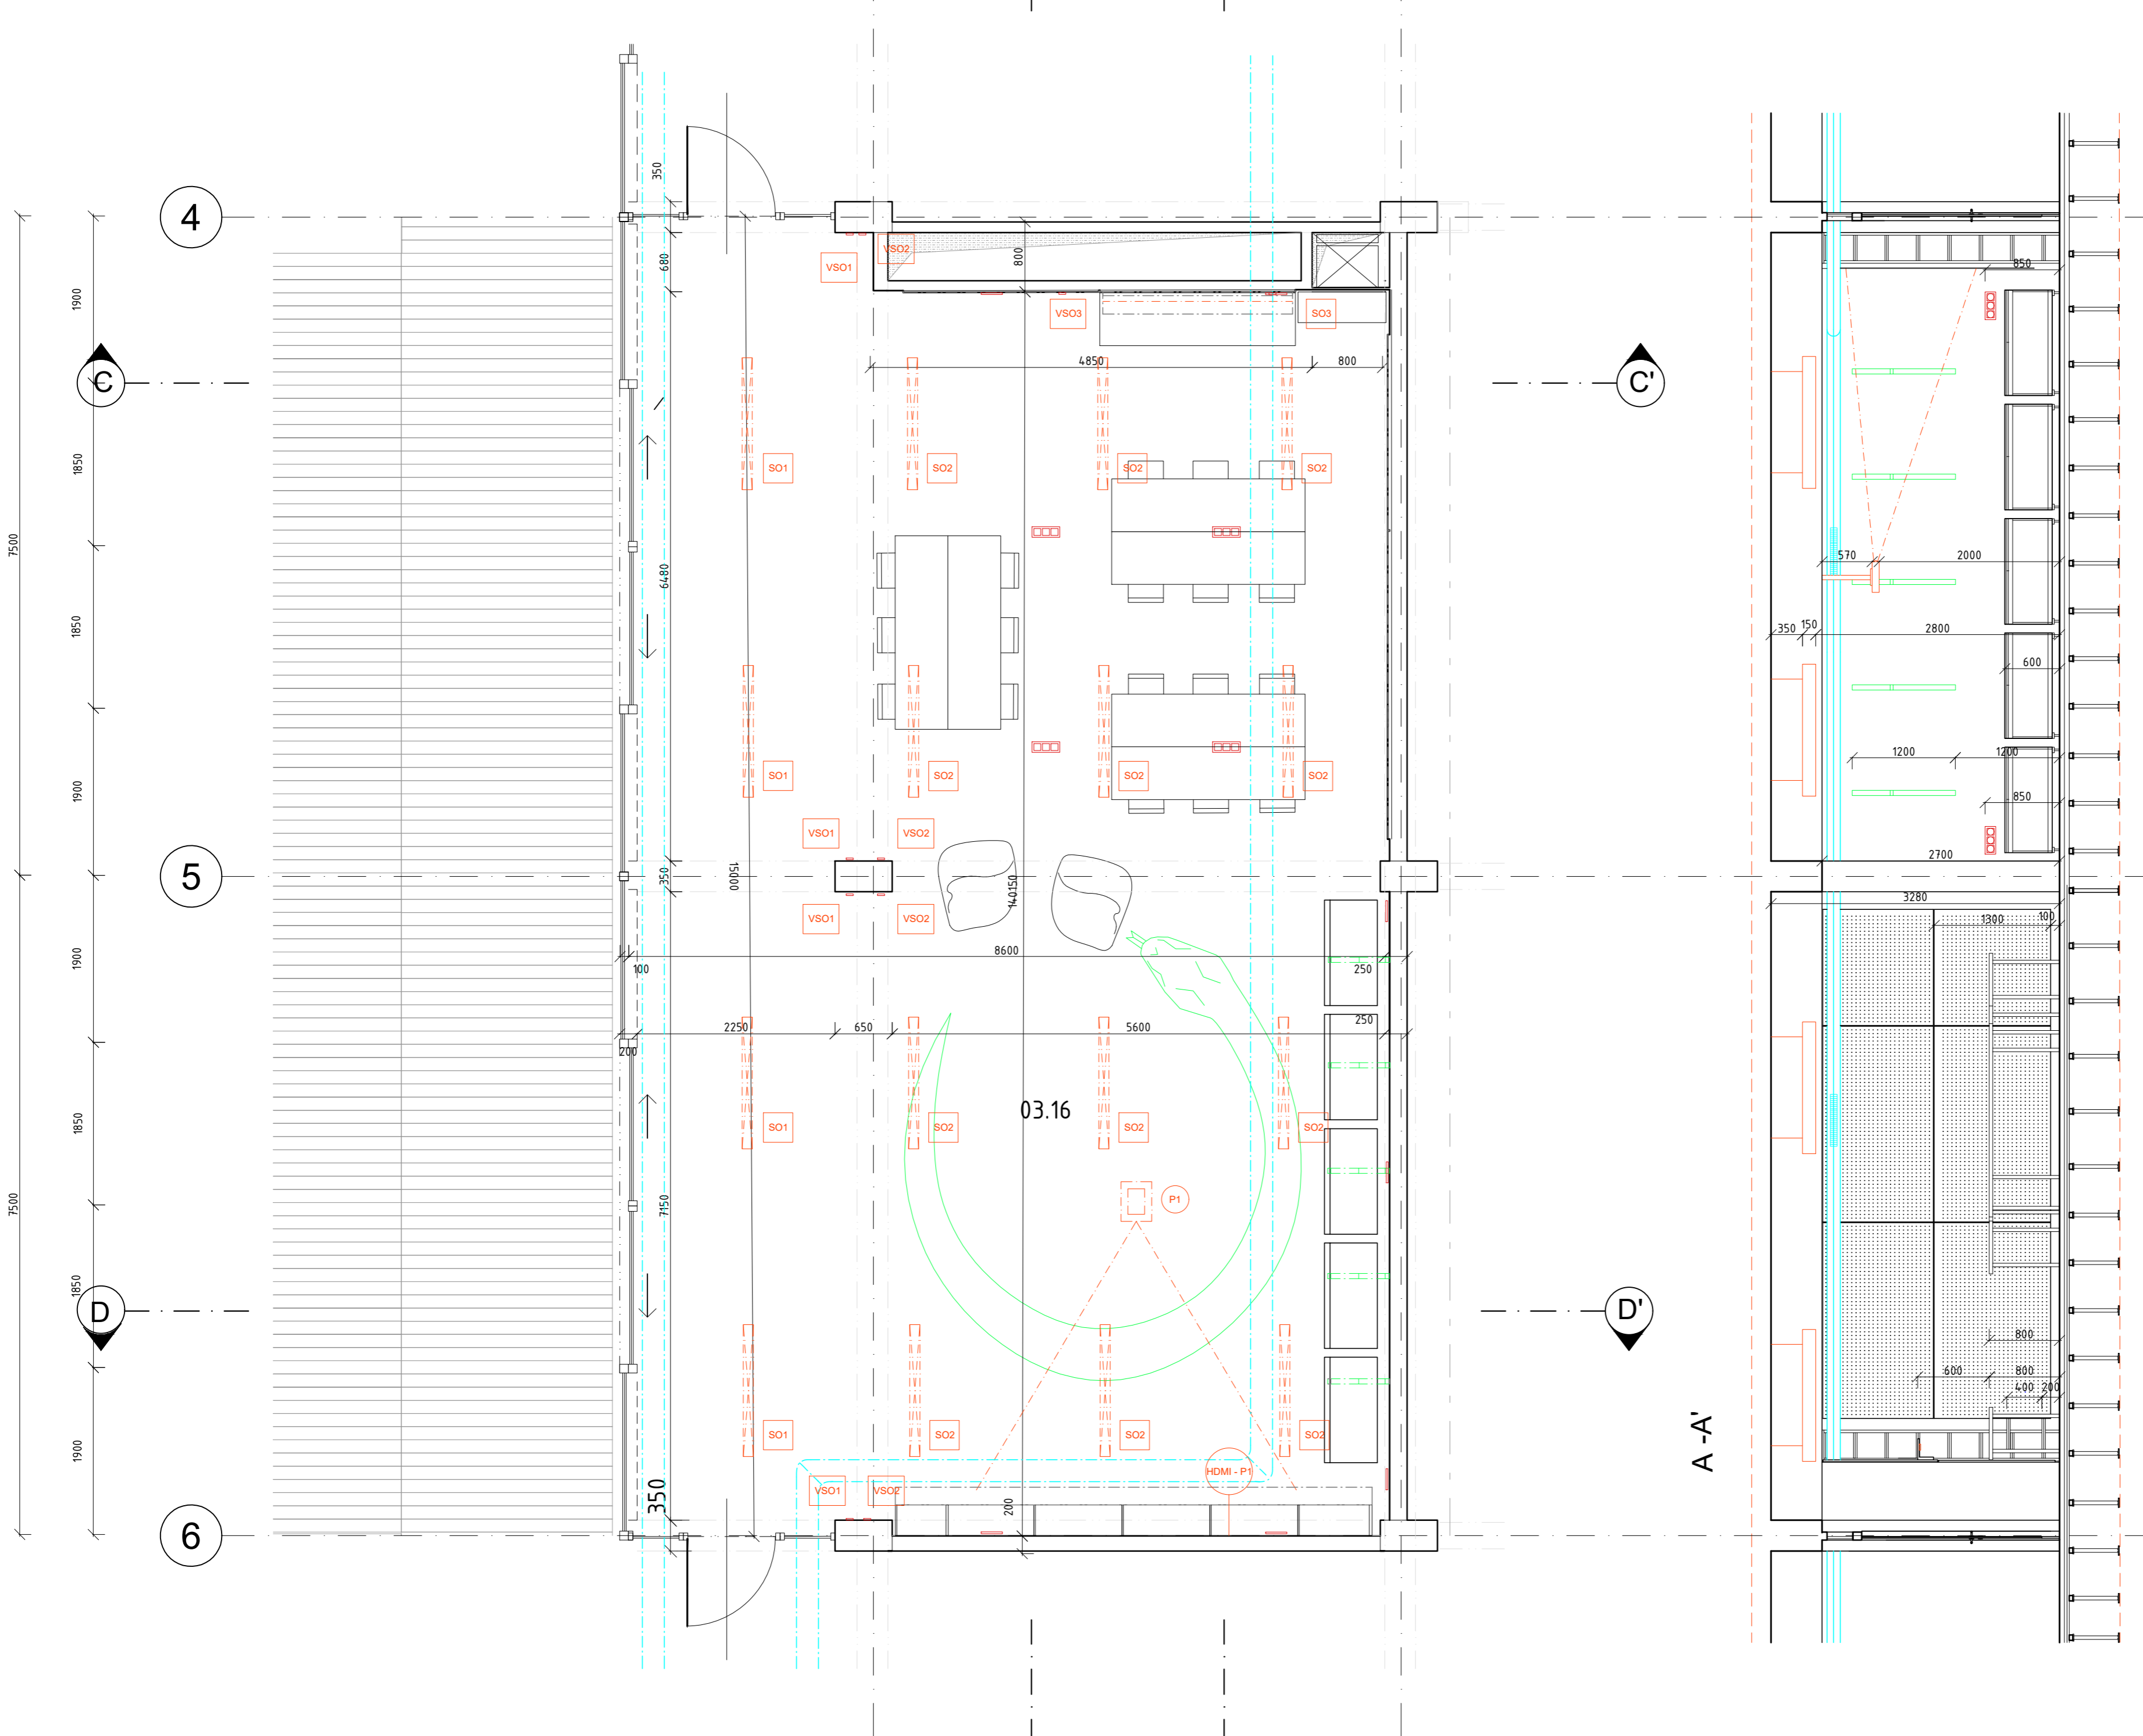 350
4
VSO2
850
VSO1
680
800
1900
VSO3
SO3
4850
800
C
C'
1850
SO1
SO2
SO2
SO2
7500
570
2000
6480
1850
350
150
2800
600
1200
1200
SO1
SO2
SO2
SO2
1900
850
VSO1
VSO2
2700
5
350
15000
140150
3280
VSO1
VSO2
1300
100
8600
1900
100
250
2250
650
5600
250
200
03.16
1850
SO1
SO2
SO2
SO2
P1
7500
7150
1850
D
D'
800
600
800
400
200
SO1
SO2
SO2
SO2
1900
A -A'
HDMI - P1
VSO1
VSO2
350
200
6